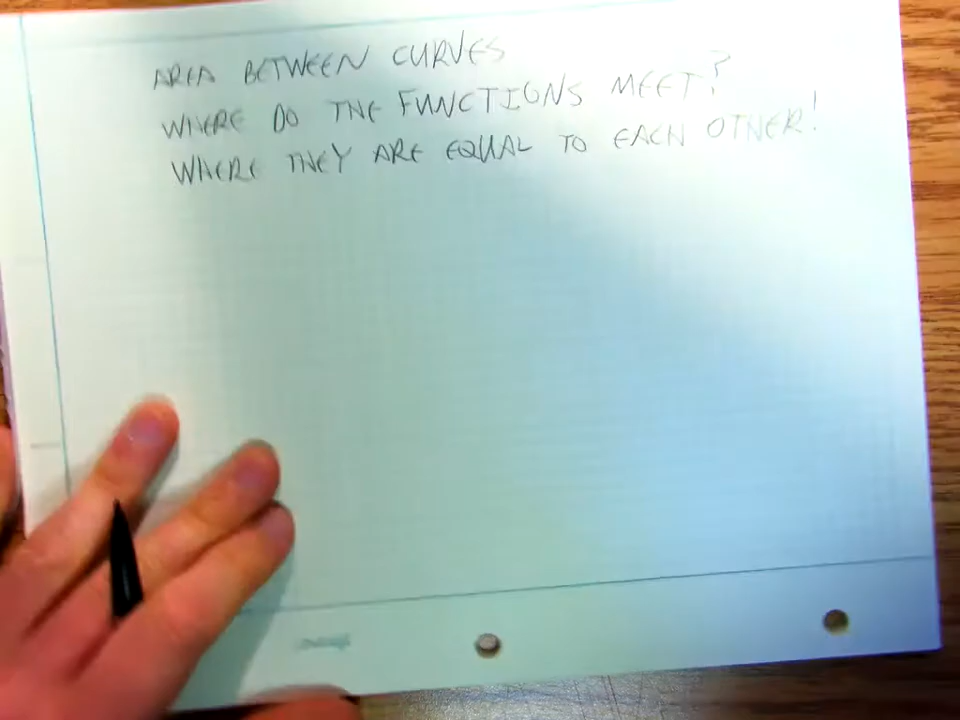 AREA BETWEEN CURVES
WHERE DO THE FUNCTIONS MEET?
WHERE THEY ARE EQUAL TO EACH OTHER!